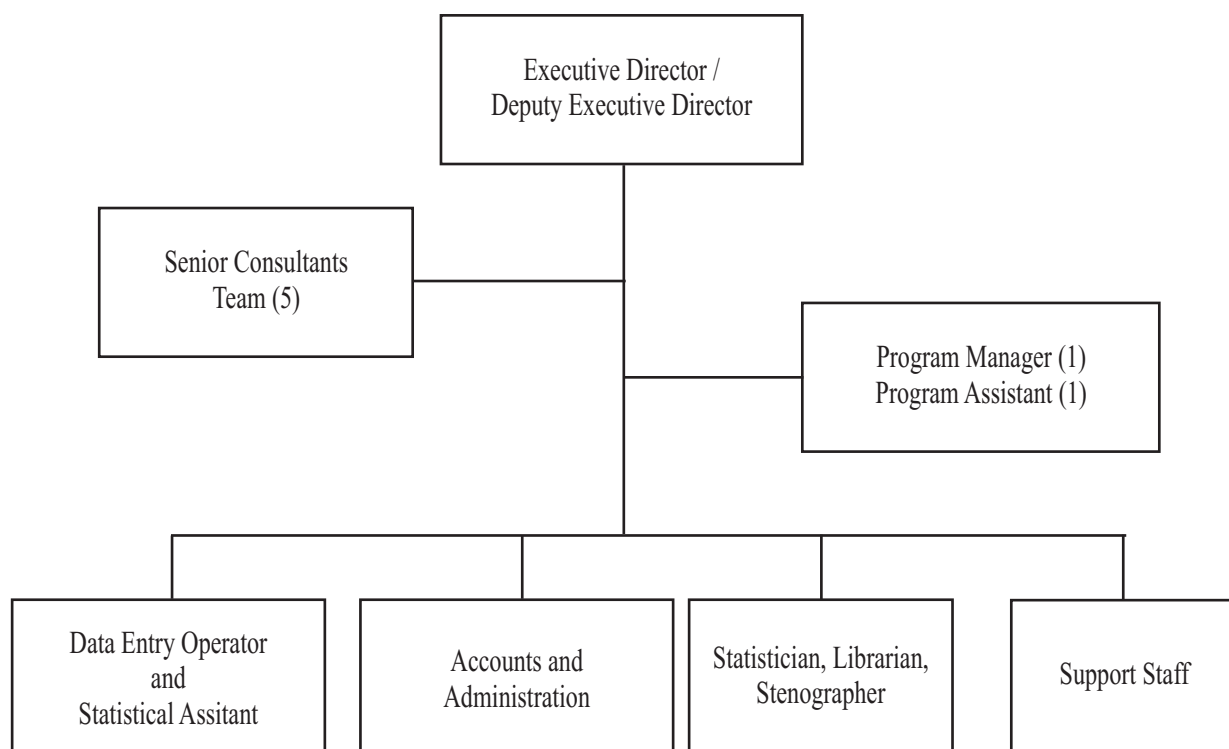 Executive Director /
Deputy Executive Director
Senior Consultants
Team (5)
Program Manager (1)
Program Assistant (1)
Data Entry Operator
and
Statistical Assitant
Accounts and
Administration
Statistician, Librarian,
Stenographer
Support Staff